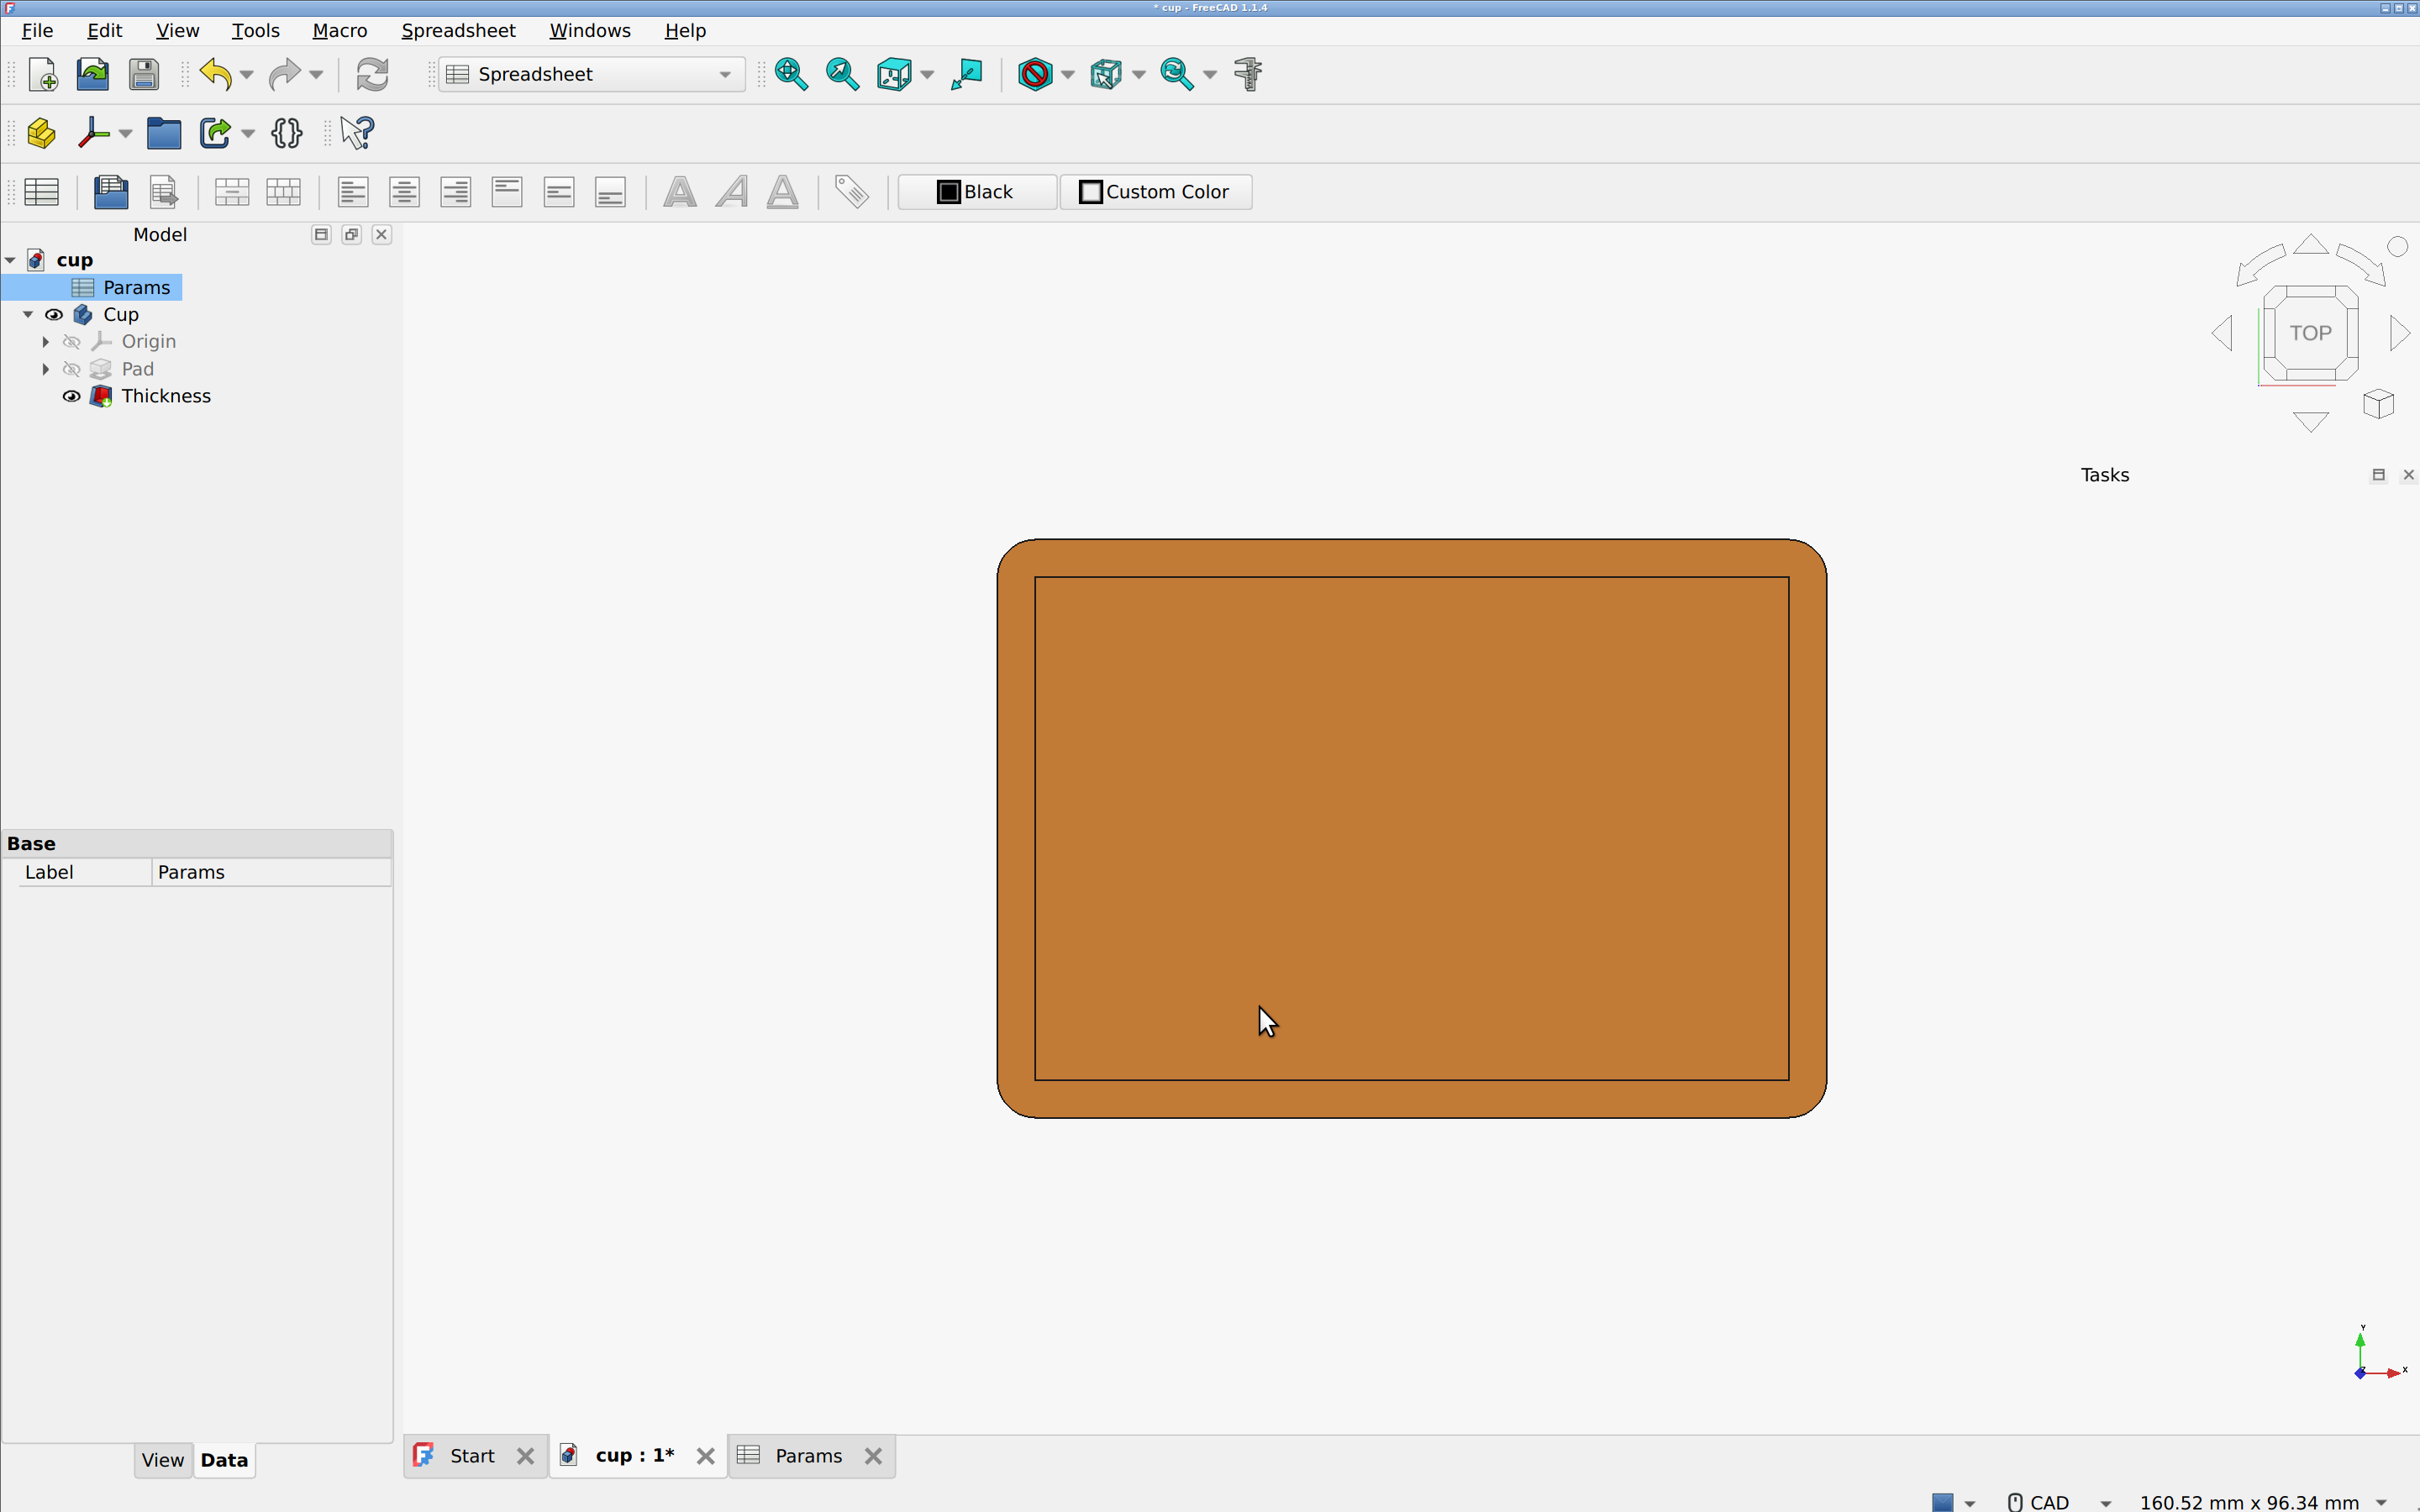 * cup - FreeCAD 1.1.4
File Edit View Tools Macro Spreadsheet Windows Help
Spreadsheet
Black Custom Color
Model
cup
Params
Cup
Origin
Pad
Thickness
TOP
Tasks
Base
Label Params
Y
Z
X
View Data
Start cup : 1* Params
CAD 160.52 mm x 96.34 mm